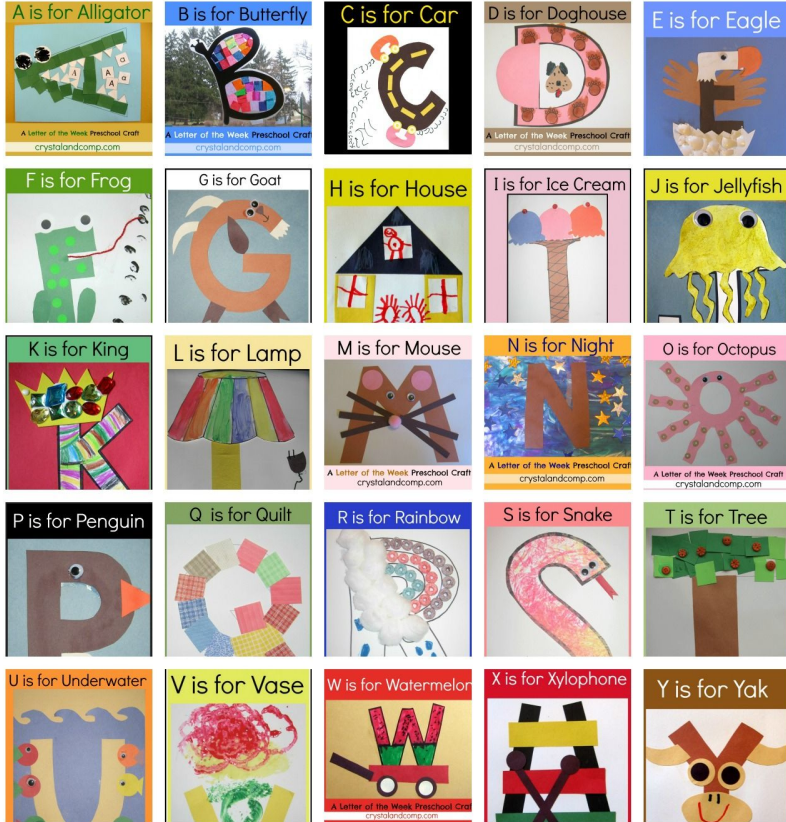 A is for Alligator
A
a
A
A
a
A Letter of the Week Preschool Craft
crystalandcomp.com
B is for Butterfly
A Letter of the Week Preschool Craft
crystalandcomp.com
C is for Car
D is for Doghouse
A Letter of the Week Preschool Craft
crystalandcomp.com
E is for Eagle
F is for Frog
G is for Goat
H is for House
I is for Ice Cream
J is for Jellyfish
K is for King
L is for Lamp
M is for Mouse
A Letter of the Week Preschool Craft
crystalandcomp.com
N is for Night
A Letter of the Week Preschool Craft
crystalandcomp.com
O is for Octopus
A Letter of the Week Preschool Craft
crystalandcomp.com
P is for Penguin
Q is for Quilt
R is for Rainbow
S is for Snake
T is for Tree
U is for Underwater
V is for Vase
W is for Watermelon
A Letter of the Week Preschool Craft
crystalandcomp.com
X is for Xylophone
Y is for Yak